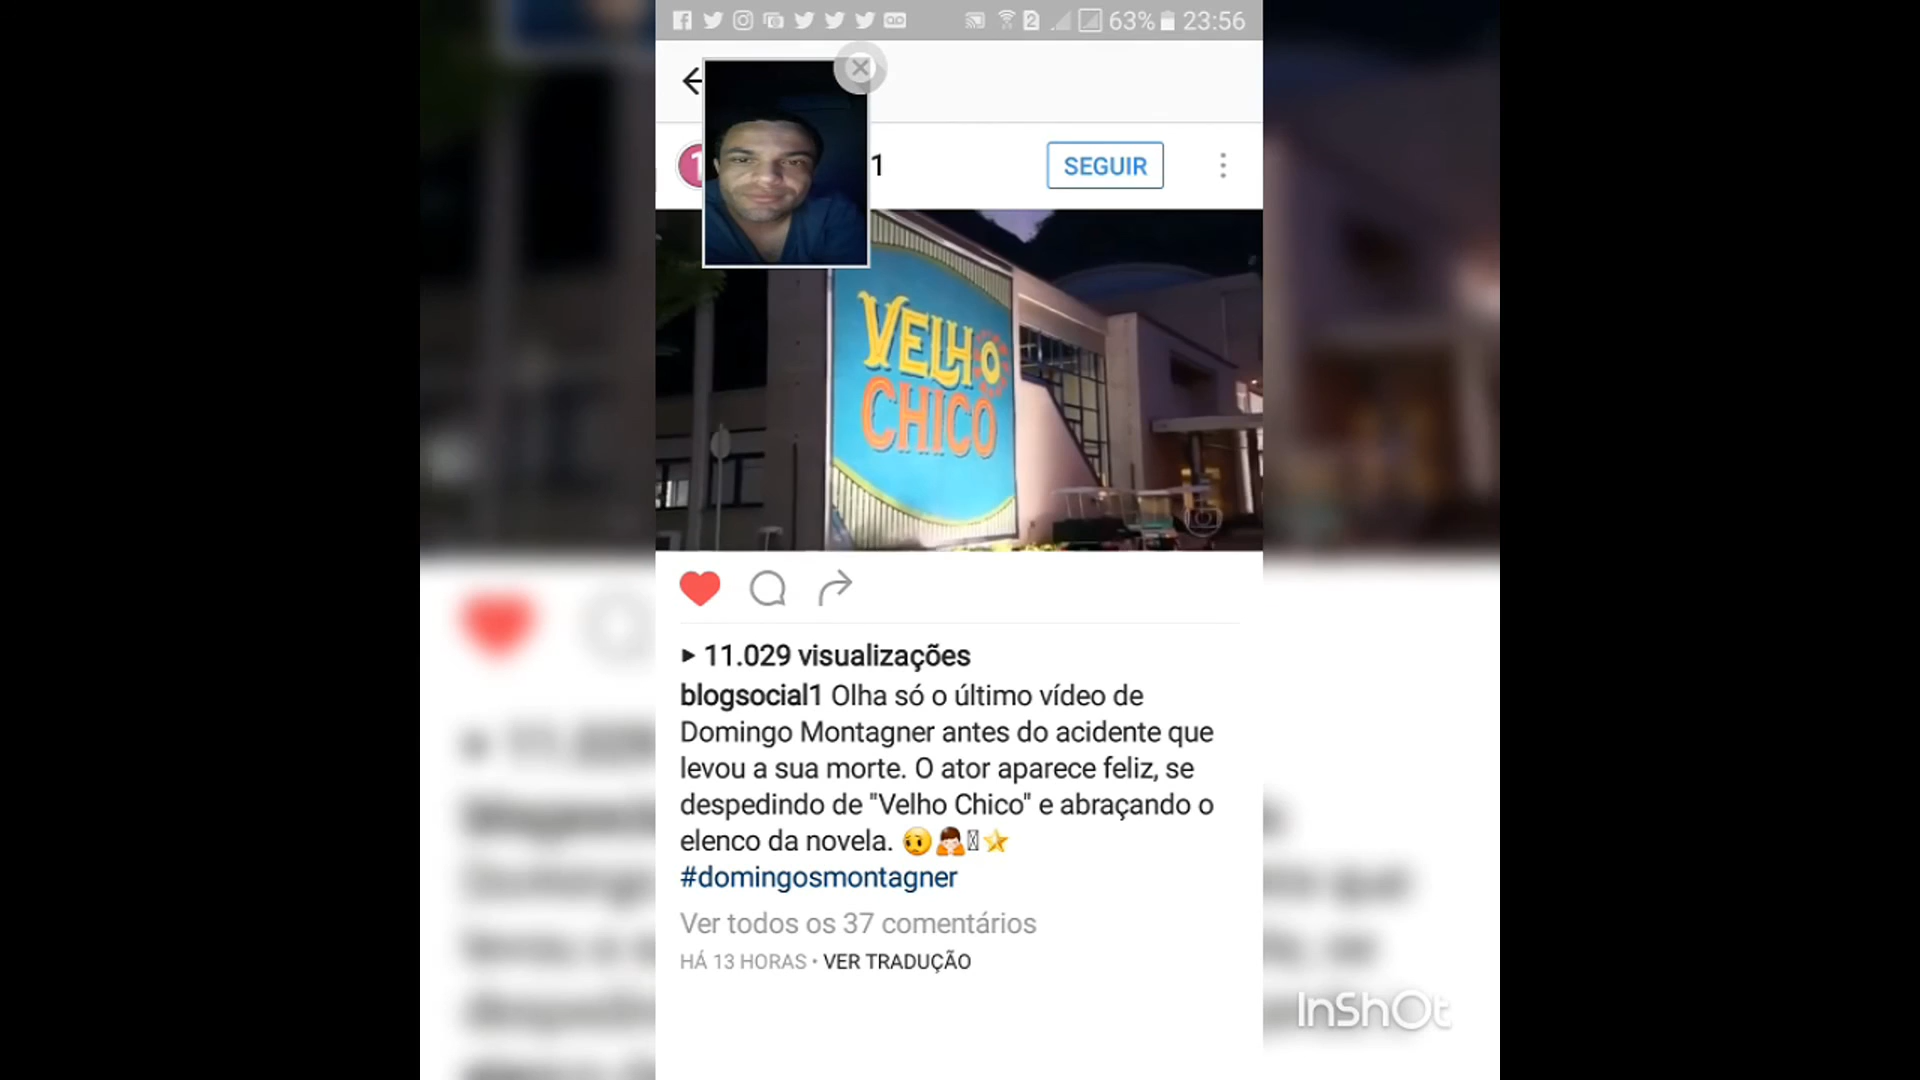 63% 23:56
1
SEGUIR
VELHO
CHICO
11.029 visualizações
blogsocial1 Olha só o último vídeo de
Domingo Montagner antes do acidente que
levou a sua morte. O ator aparece feliz, se
despedindo de "Velho Chico" e abraçando o
elenco da novela.
#domingosmontagner
Ver todos os 37 comentários
HÁ 13 HORAS • VER TRADUÇÃO
InShOt